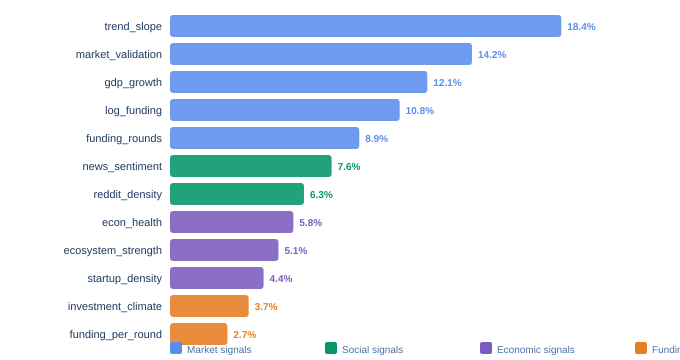 trend_slope 18.4%
market_validation 14.2%
gdp_growth 12.1%
log_funding 10.8%
funding_rounds 8.9%
news_sentiment 7.6%
reddit_density 6.3%
econ_health 5.8%
ecosystem_strength 5.1%
startup_density 4.4%
investment_climate 3.7%
funding_per_round 2.7%
Market signals Social signals Economic signals